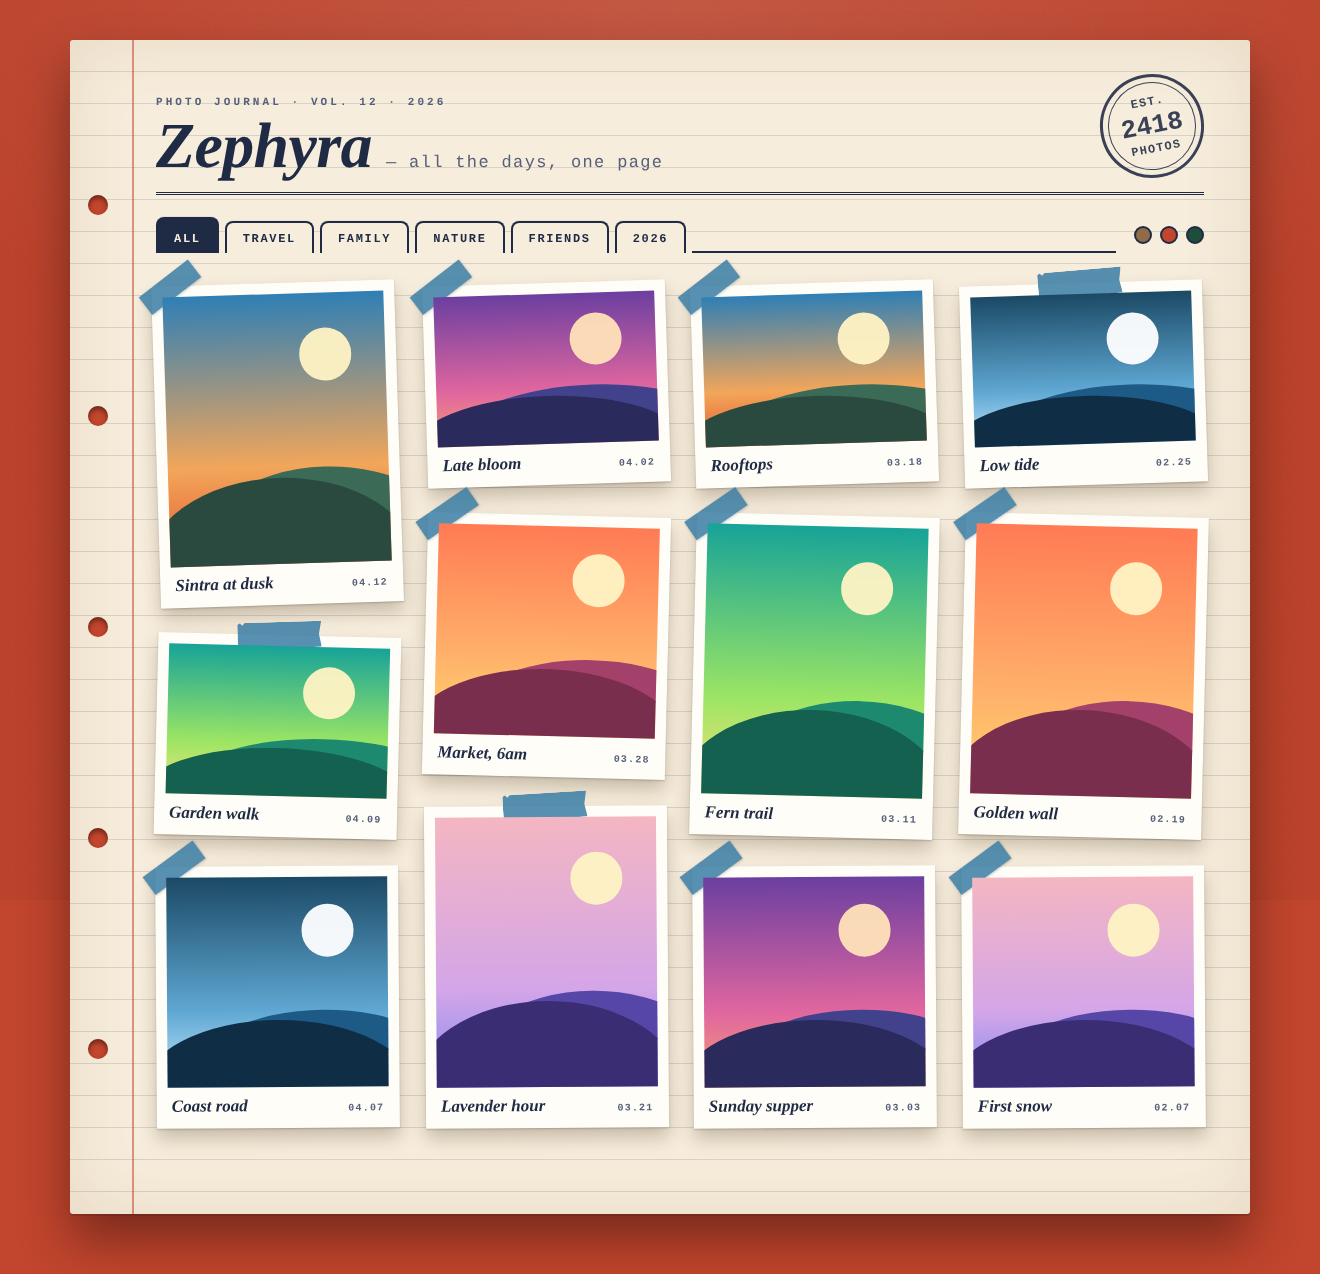 PHOTO JOURNAL · VOL. 12 · 2026
Zephyra — all the days, one page
EST.
2418
PHOTOS
ALL TRAVEL FAMILY NATURE FRIENDS 2026
Late bloom 04.02
Rooftops 03.18
Low tide 02.25
Sintra at dusk 04.12
Market, 6am 03.28
Garden walk 04.09
Fern trail 03.11
Golden wall 02.19
Coast road 04.07
Lavender hour 03.21
Sunday supper 03.03
First snow 02.07